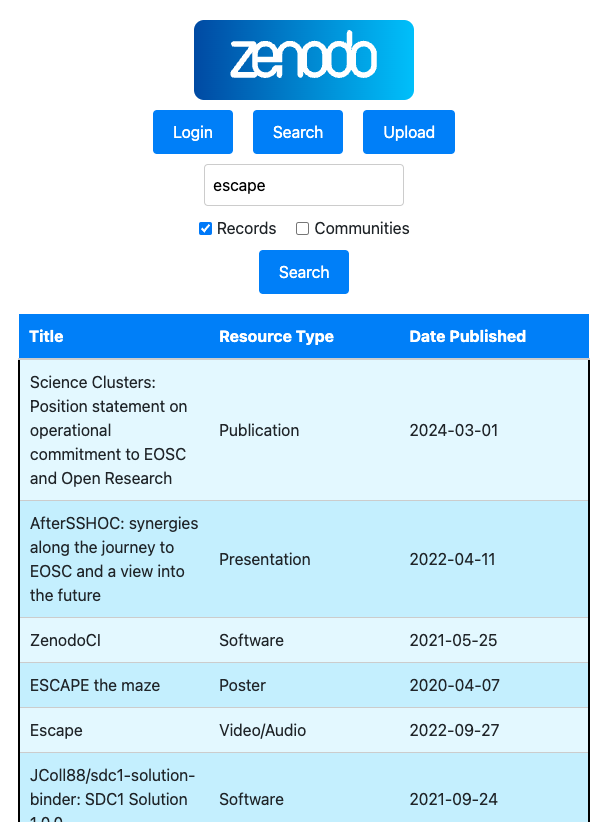 zenodo
Login Search Upload
escape
Records Communities
Search
Title Resource Type Date Published
Science Clusters:
Position statement on
operational
commitment to EOSC
and Open Research
Publication 2024-03-01
AfterSSHOC: synergies
along the journey to
EOSC and a view into
the future
Presentation 2022-04-11
ZenodoCI Software 2021-05-25
ESCAPE the maze Poster 2020-04-07
Escape Video/Audio 2022-09-27
JColl88/sdc1-solution-
binder: SDC1 Solution
Software 2021-09-24